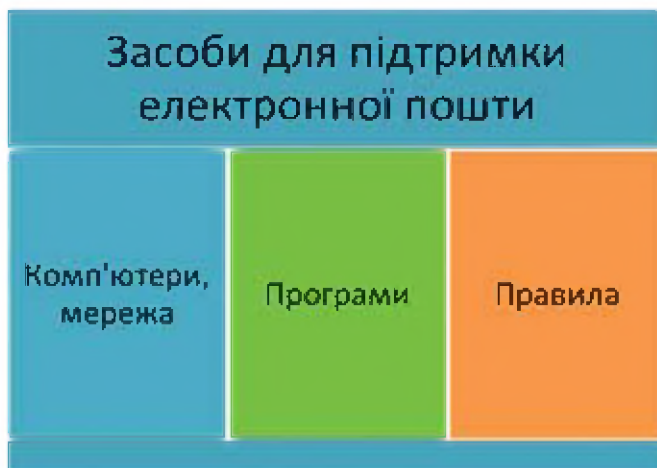 Засоби для підтримки
електронної пошти
Комп'ютери,
мережа
Програми
Правила